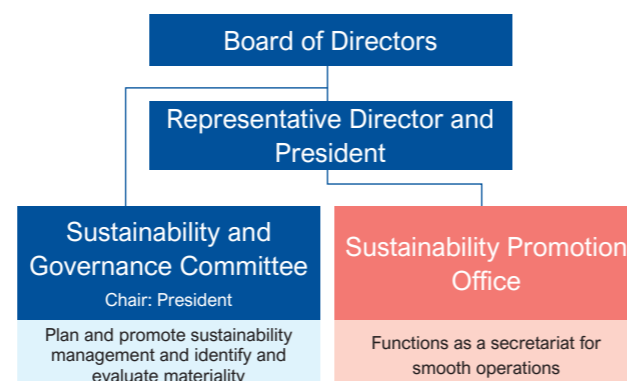 Board of Directors
Representative Director and
President
Sustainability and
Governance Committee
Chair: President
Plan and promote sustainability
management and identify and
evaluate materiality
Sustainability Promotion
Office
Functions as a secretariat for
smooth operations